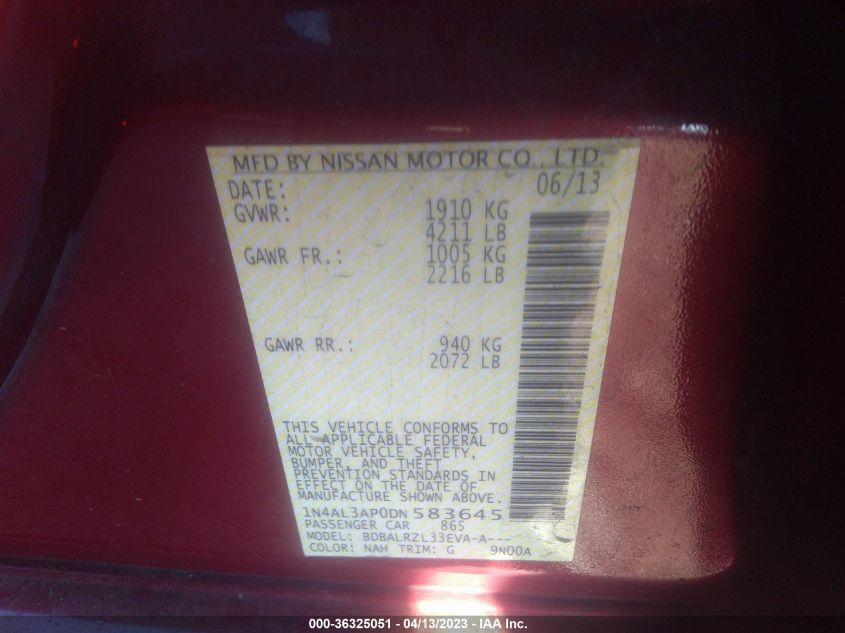 MFD BY NISSAN MOTOR CO., LTD.
DATE: 06/13
GVWR: 1910 KG
4211 LB
GAWR FR.: 1005 KG
2216 LB
GAWR RR.: 940 KG
2072 LB
THIS VEHICLE CONFORMS TO
ALL APPLICABLE FEDERAL
MOTOR VEHICLE SAFETY,
BUMPER, AND THEFT
PREVENTION STANDARDS IN
EFFECT ON THE DATE OF
MANUFACTURE SHOWN ABOVE.
1N4AL3AP0DN 583645
PASSENGER CAR 865
MODEL: BDBALRZL33EVA-A---
COLOR: NAH TRIM: G 9N00A
000-36325051 - 04/13/2023 - IAA Inc.